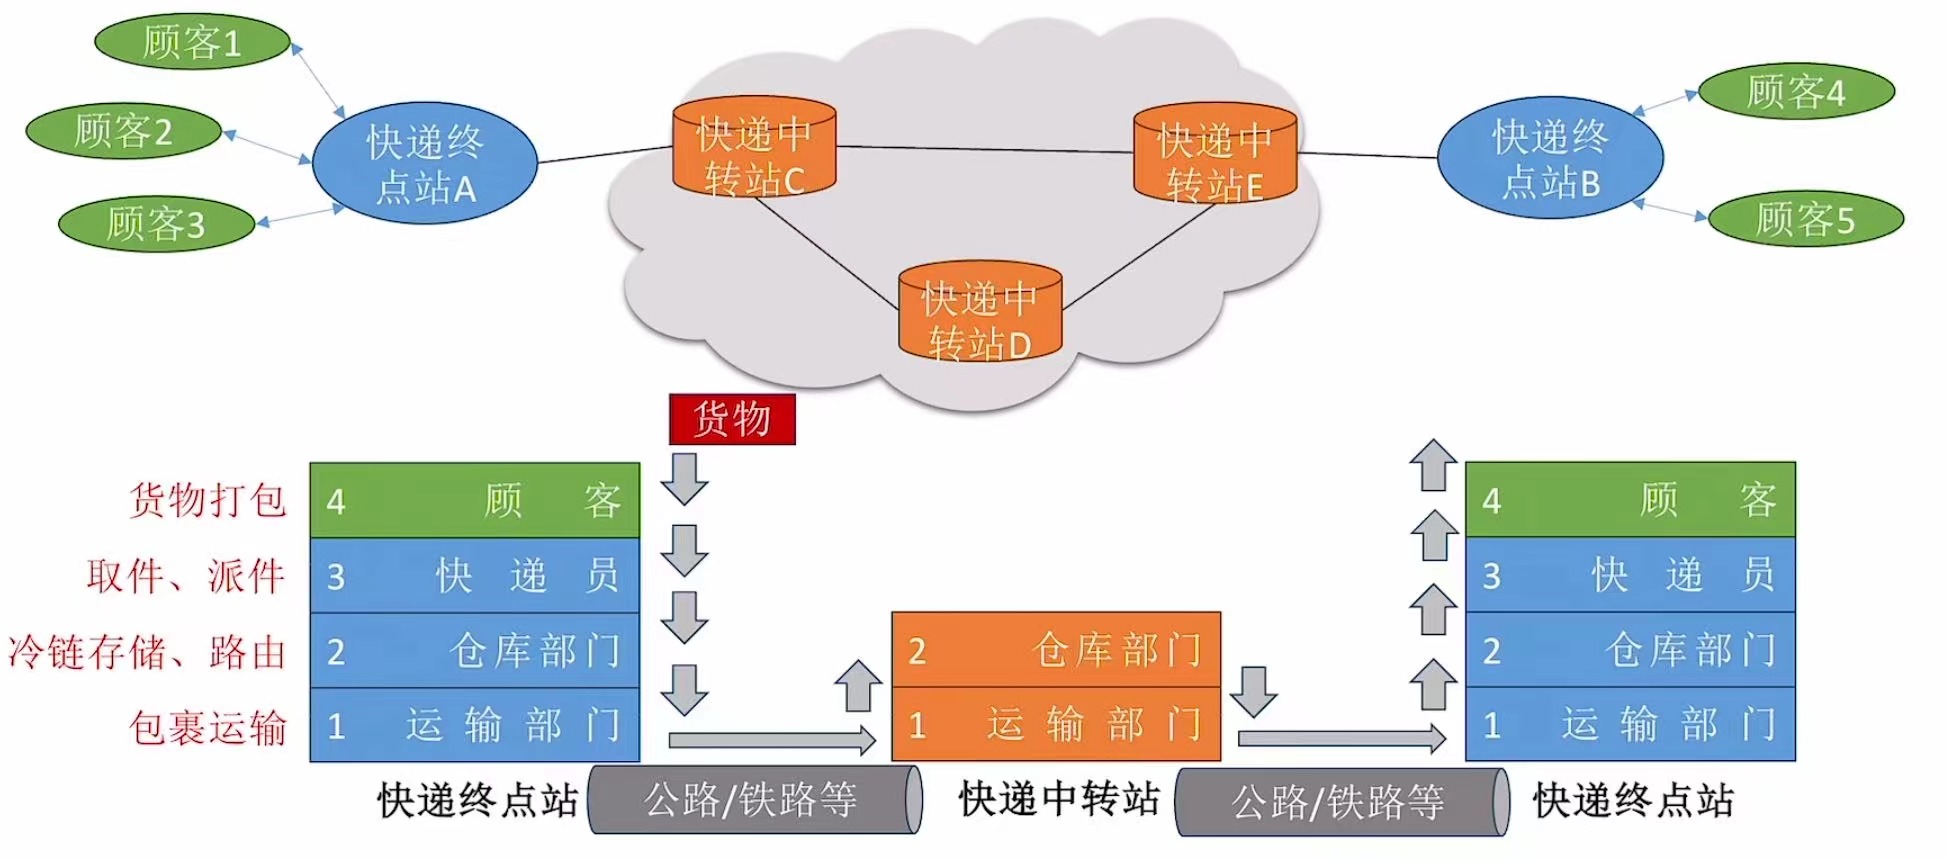 顾客1
顾客2
顾客3
快递终
点站A
快递中
转站C
快递中
转站E
快递中
转站D
快递终
点站B
顾客4
顾客5
货物
货物打包
取件、派件
冷链存储、路由
包裹运输
4 顾客
3 快递员
2 仓库部门
1 运输部门
快递终点站
公路/铁路等
2 仓库部门
1 运输部门
快递中转站
公路/铁路等
4 顾客
3 快递员
2 仓库部门
1 运输部门
快递终点站